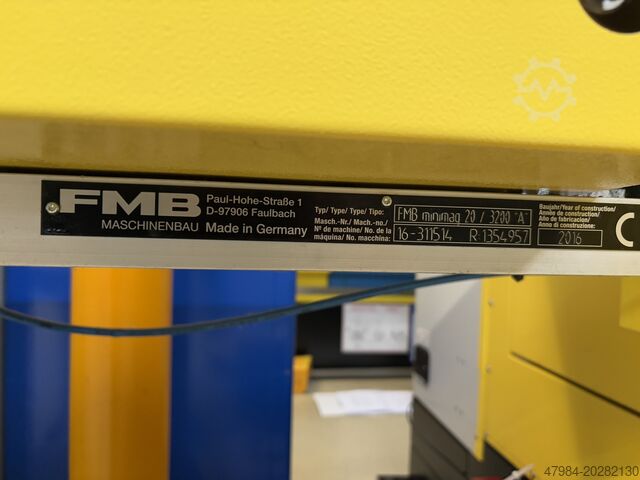 FMB
MASCHINENBAU
Paul-Hohe-Straße 1
D-97906 Faulbach
Made in Germany
Typ/Type/Type/Tipo:
FMB minimag 20 / 3200 "A"
Masch.-Nr./Mach.-no./
Nº de machine/No. de la
máquina/No. macchina:
16-311514 R 1354957
Baujahr/Year of construction/
Année de construction/
Año de fabricación/
Anno di costruzione:
2016
C
47984-20282130